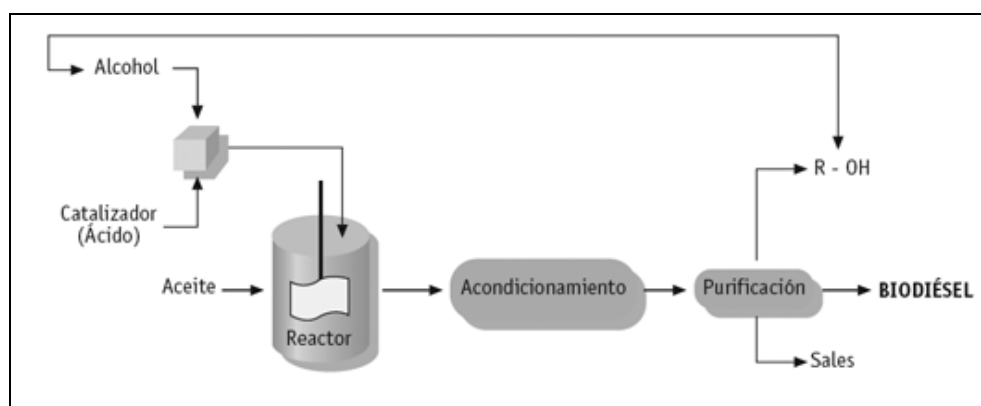 Alcohol
R - OH
Catalizador
(Ácido)
Aceite
Reactor
Acondicionamiento
Purificación
BIODIÉSEL
Sales